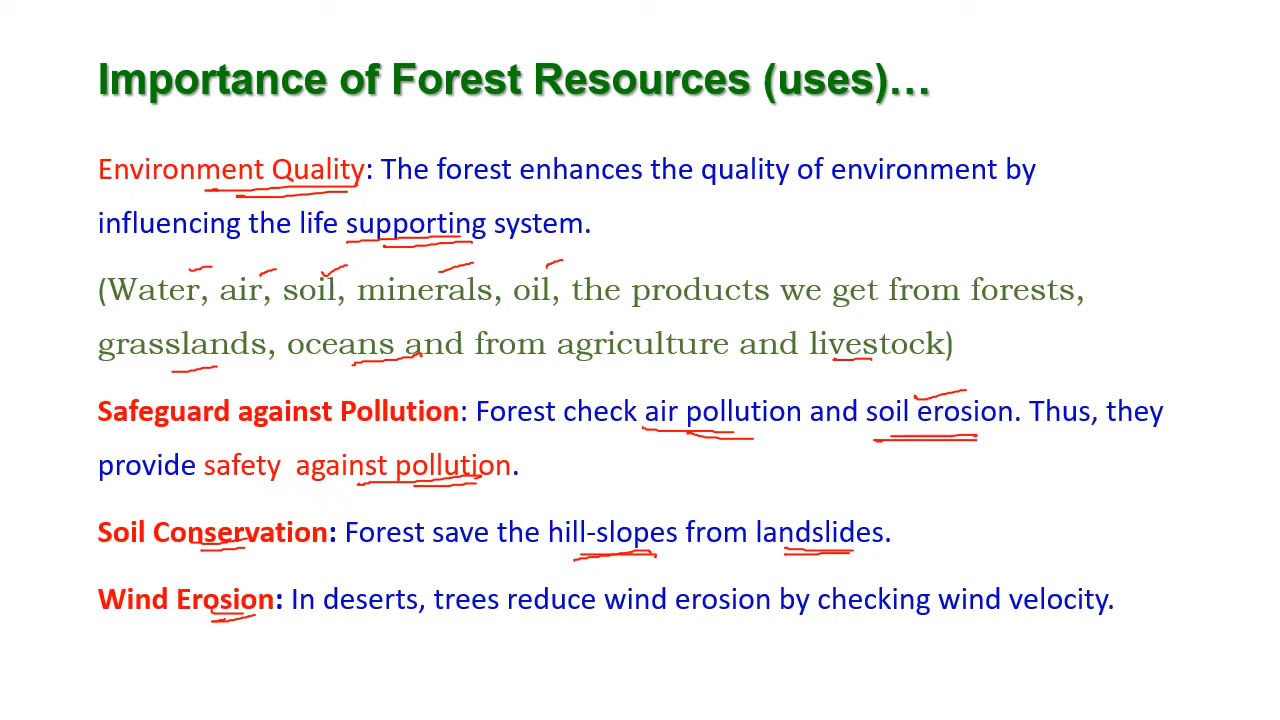 Importance of Forest Resources (uses)…
Environment Quality: The forest enhances the quality of environment by
influencing the life supporting system.
(Water, air, soil, minerals, oil, the products we get from forests,
grasslands, oceans and from agriculture and livestock)
Safeguard against Pollution: Forest check air pollution and soil erosion. Thus, they
provide safety against pollution.
Soil Conservation: Forest save the hill-slopes from landslides.
Wind Erosion: In deserts, trees reduce wind erosion by checking wind velocity.